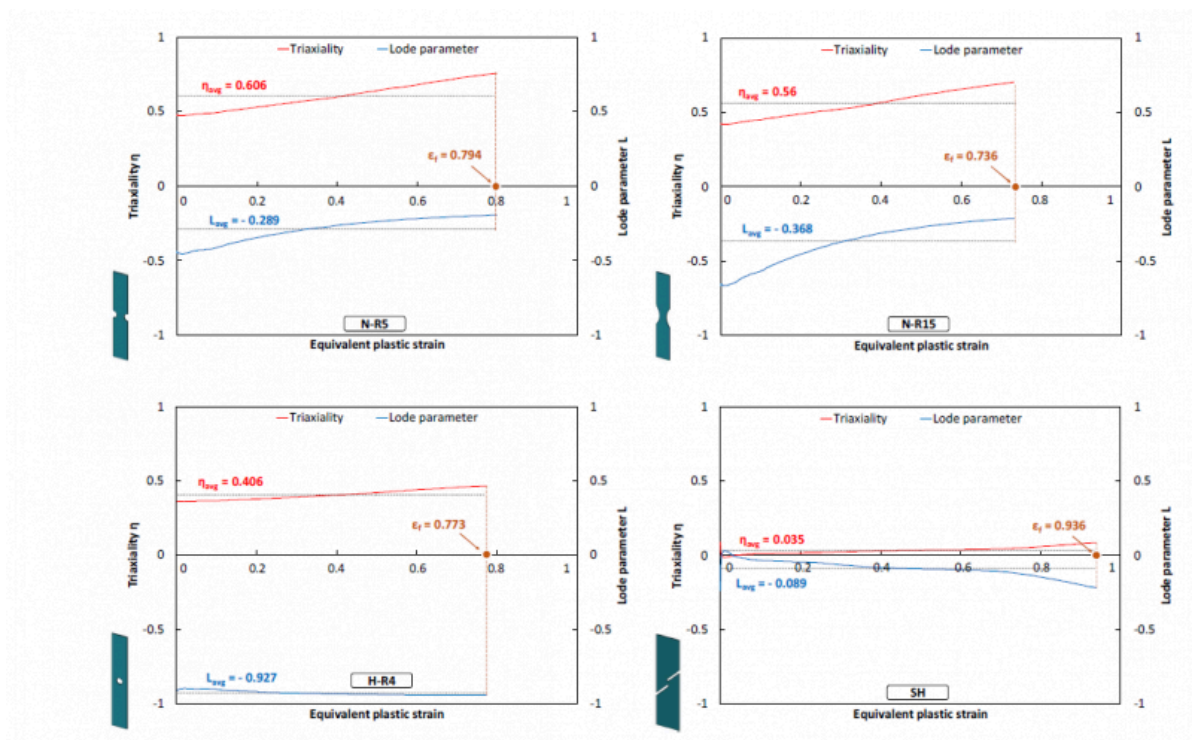 1
1
Triaxiality
Lode parameter
ηavg = 0.606
0.5
0.5
Triaxiality η
εf = 0.794
Lode parameter L
0
0
0
0.2
0.4
0.6
0.8
1
Lavg = - 0.289
-0.5
-0.5
N-R5
-1
-1
Equivalent plastic strain
1
1
Triaxiality
Lode parameter
ηavg = 0.56
0.5
0.5
Triaxiality η
εf = 0.736
Lode parameter L
0
0
0
0.2
0.4
0.6
0.8
1
Lavg = - 0.368
-0.5
-0.5
N-R15
-1
-1
Equivalent plastic strain
1
1
Triaxiality
Lode parameter
ηavg = 0.406
0.5
0.5
Triaxiality η
εf = 0.773
Lode parameter L
0
0
0
0.2
0.4
0.6
0.8
1
-0.5
-0.5
Lavg = - 0.927
H-R4
-1
-1
Equivalent plastic strain
1
1
Triaxiality
Lode parameter
0.5
0.5
Triaxiality η
ηavg = 0.035
εf = 0.936
Lode parameter L
0
0
0
0.2
0.4
0.6
0.8
1
Lavg = - 0.089
-0.5
-0.5
SH
-1
-1
Equivalent plastic strain